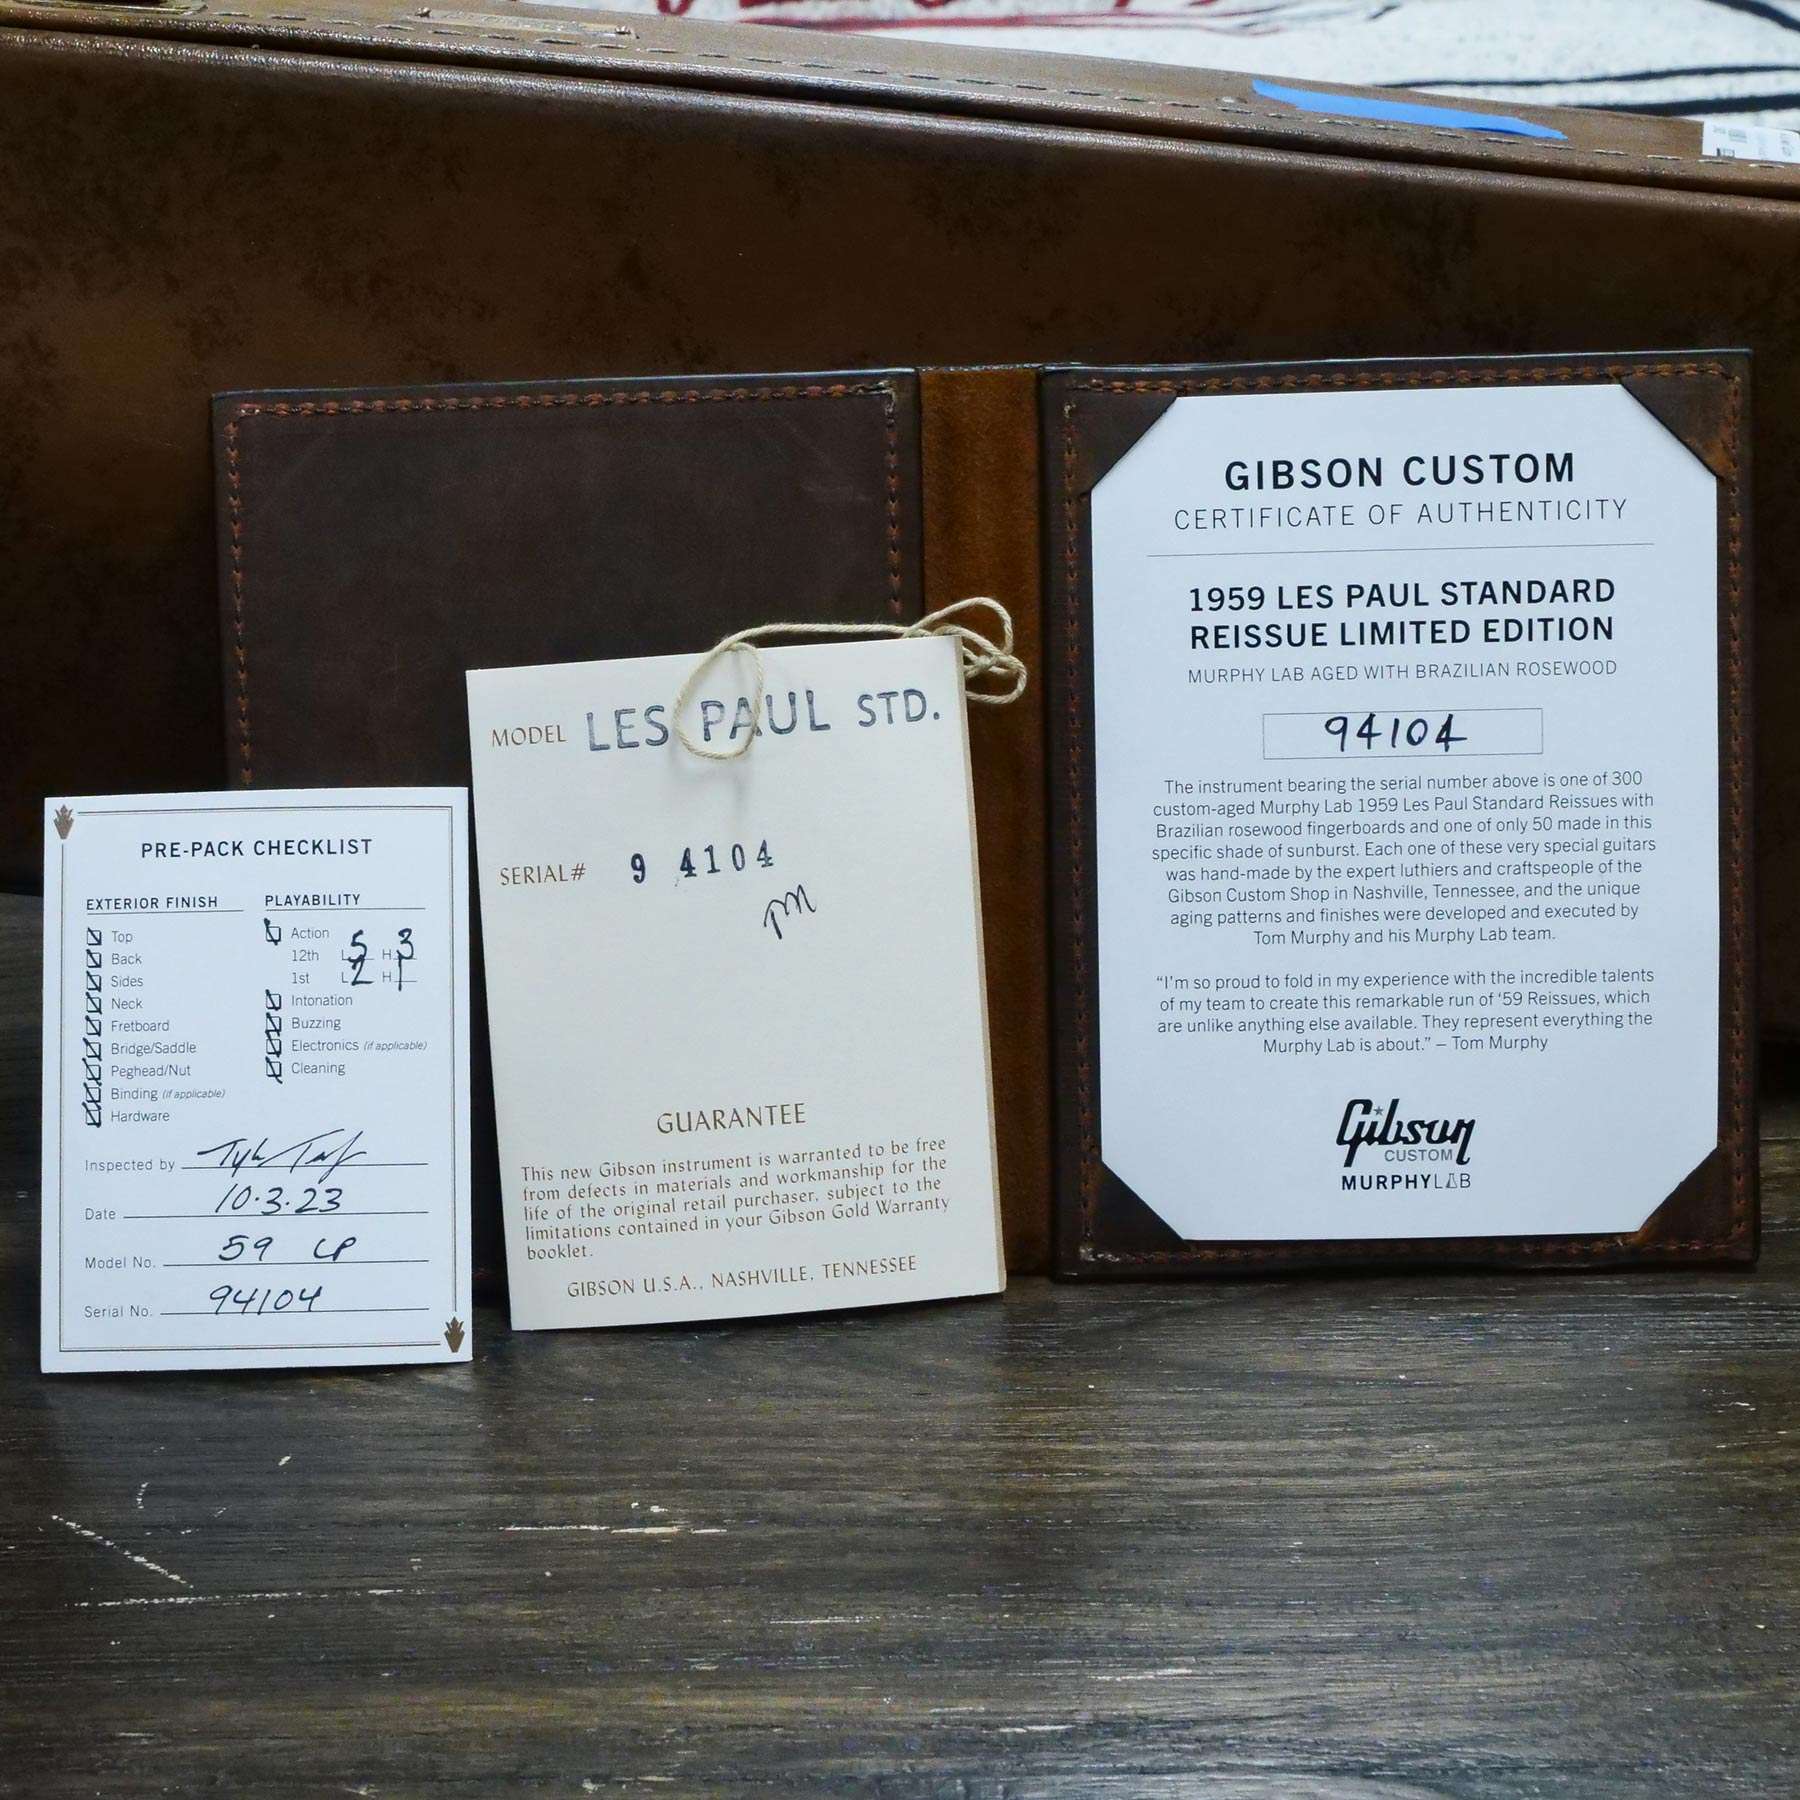 PRE-PACK CHECKLIST
EXTERIOR FINISH
Top
Back
Sides
Neck
Fretboard
Bridge/Saddle
Peghead/Nut
Binding (if applicable)
Hardware
PLAYABILITY
Action
12th L 5 H 3
1st L 2 H 1
Intonation
Buzzing
Electronics (if applicable)
Cleaning
Inspected by
Date 10.3.23
Model No. 59 LP
Serial No. 94104
MODEL LES PAUL STD.
SERIAL# 9 4104
TM
GUARANTEE
This new Gibson instrument is warranted to be free
from defects in materials and workmanship for the
life of the original retail purchaser, subject to the
limitations contained in your Gibson Gold Warranty
booklet.
GIBSON U.S.A., NASHVILLE, TENNESSEE
GIBSON CUSTOM
CERTIFICATE OF AUTHENTICITY
1959 LES PAUL STANDARD
REISSUE LIMITED EDITION
MURPHY LAB AGED WITH BRAZILIAN ROSEWOOD
94104
The instrument bearing the serial number above is one of 300
custom-aged Murphy Lab 1959 Les Paul Standard Reissues with
Brazilian rosewood fingerboards and one of only 50 made in this
specific shade of sunburst. Each one of these very special guitars
was hand-made by the expert luthiers and craftspeople of the
Gibson Custom Shop in Nashville, Tennessee, and the unique
aging patterns and finishes were developed and executed by
Tom Murphy and his Murphy Lab team.
“I'm so proud to fold in my experience with the incredible talents
of my team to create this remarkable run of ‘59 Reissues, which
are unlike anything else available. They represent everything the
Murphy Lab is about.” – Tom Murphy
Gibson
CUSTOM
MURPHYLAB